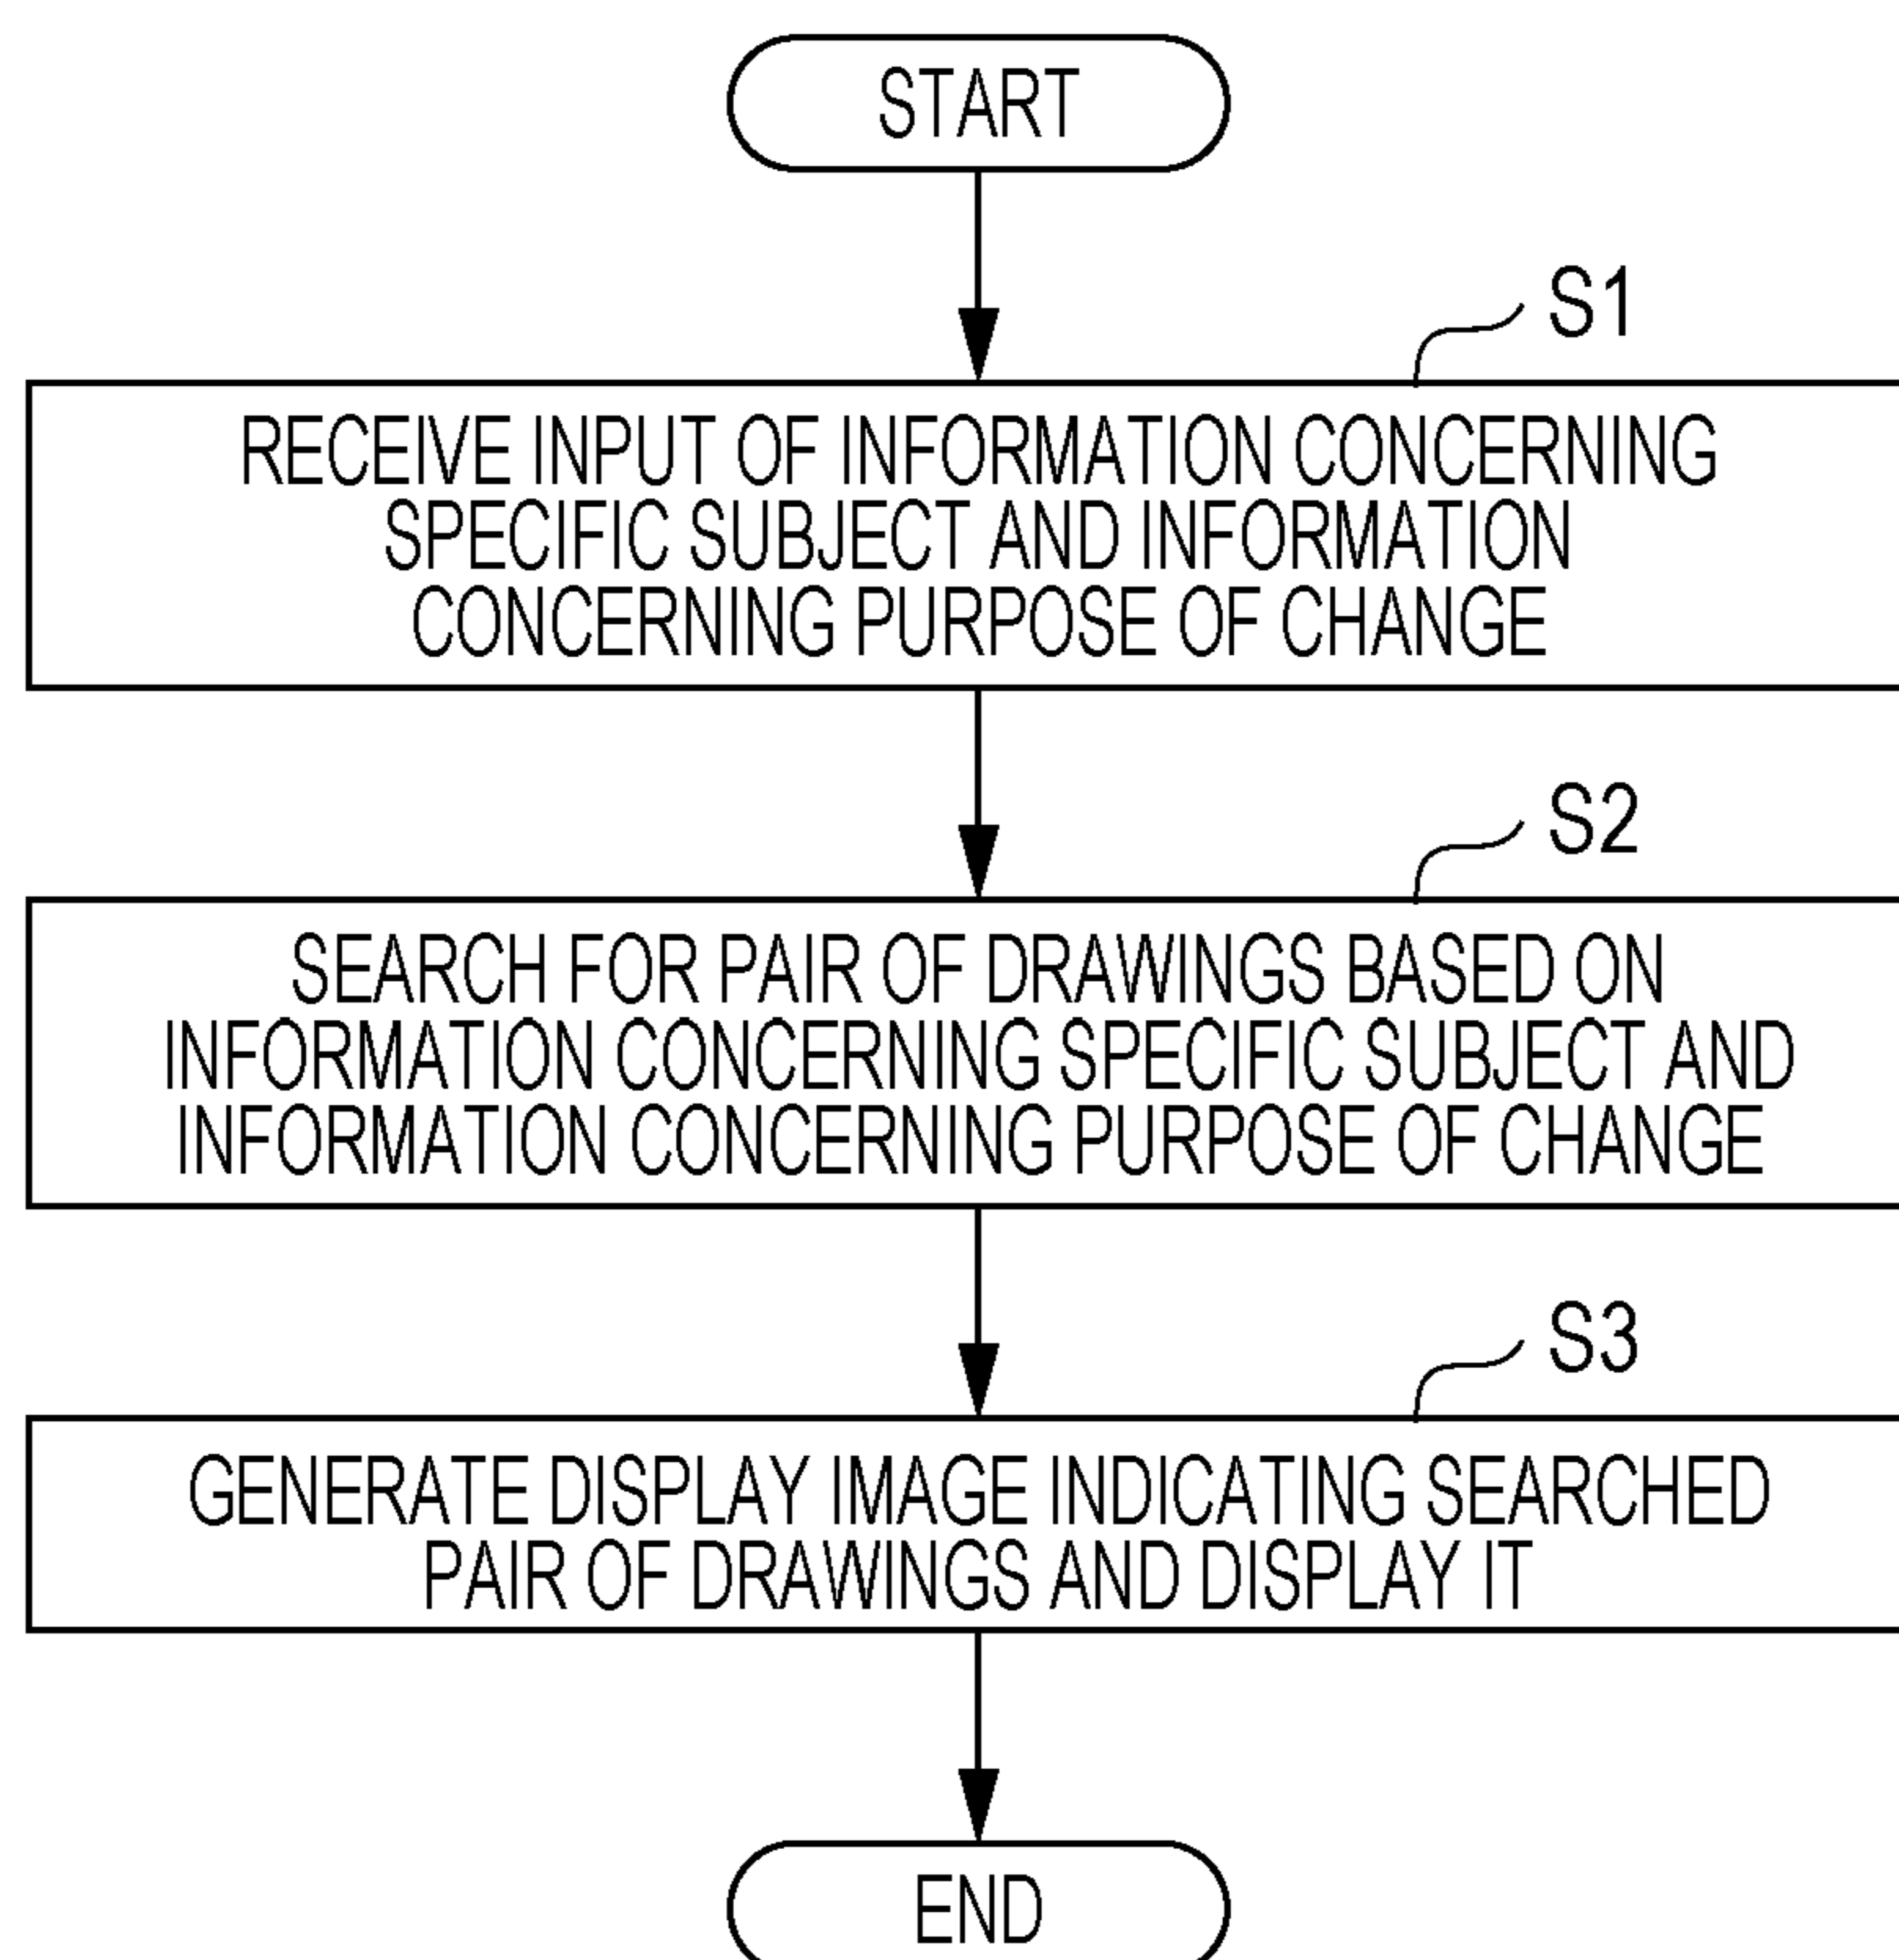 START
S1
RECEIVE INPUT OF INFORMATION CONCERNING
SPECIFIC SUBJECT AND INFORMATION
CONCERNING PURPOSE OF CHANGE
S2
SEARCH FOR PAIR OF DRAWINGS BASED ON
INFORMATION CONCERNING SPECIFIC SUBJECT AND
INFORMATION CONCERNING PURPOSE OF CHANGE
S3
GENERATE DISPLAY IMAGE INDICATING SEARCHED
PAIR OF DRAWINGS AND DISPLAY IT
END